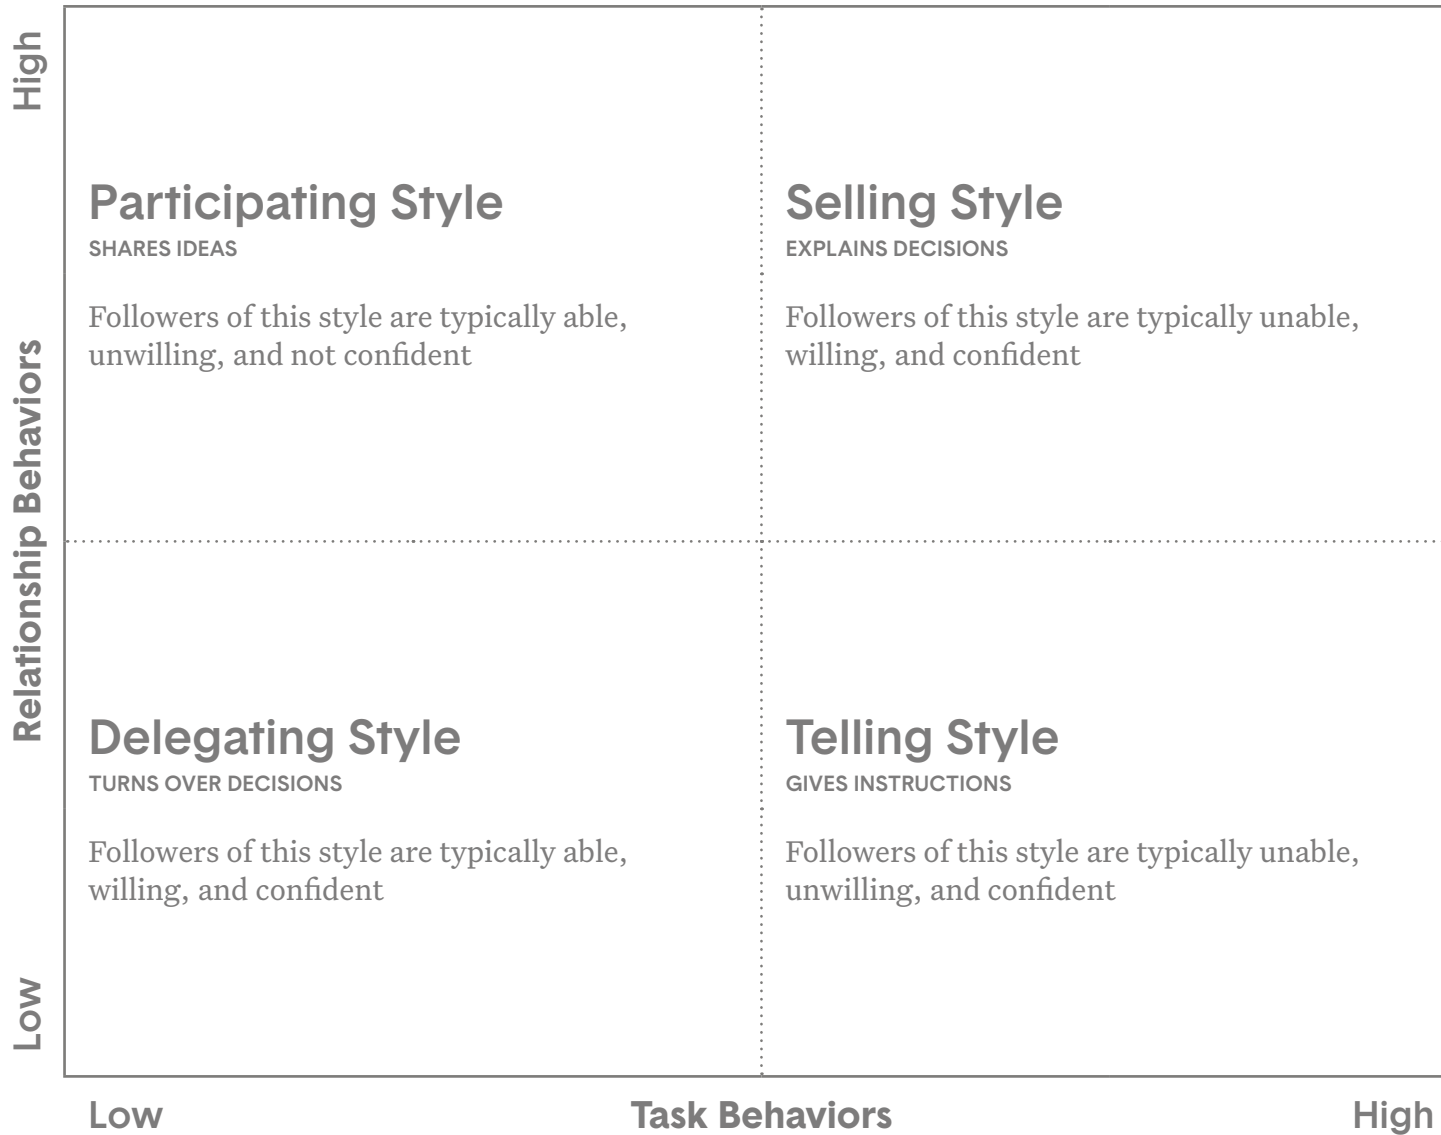 High
Participating Style
SHARES IDEAS
Followers of this style are typically able,
unwilling, and not confident
Selling Style
EXPLAINS DECISIONS
Followers of this style are typically unable,
willing, and confident
Relationship Behaviors
Delegating Style
TURNS OVER DECISIONS
Followers of this style are typically able,
willing, and confident
Telling Style
GIVES INSTRUCTIONS
Followers of this style are typically unable,
unwilling, and confident
Low
Low
Task Behaviors
High